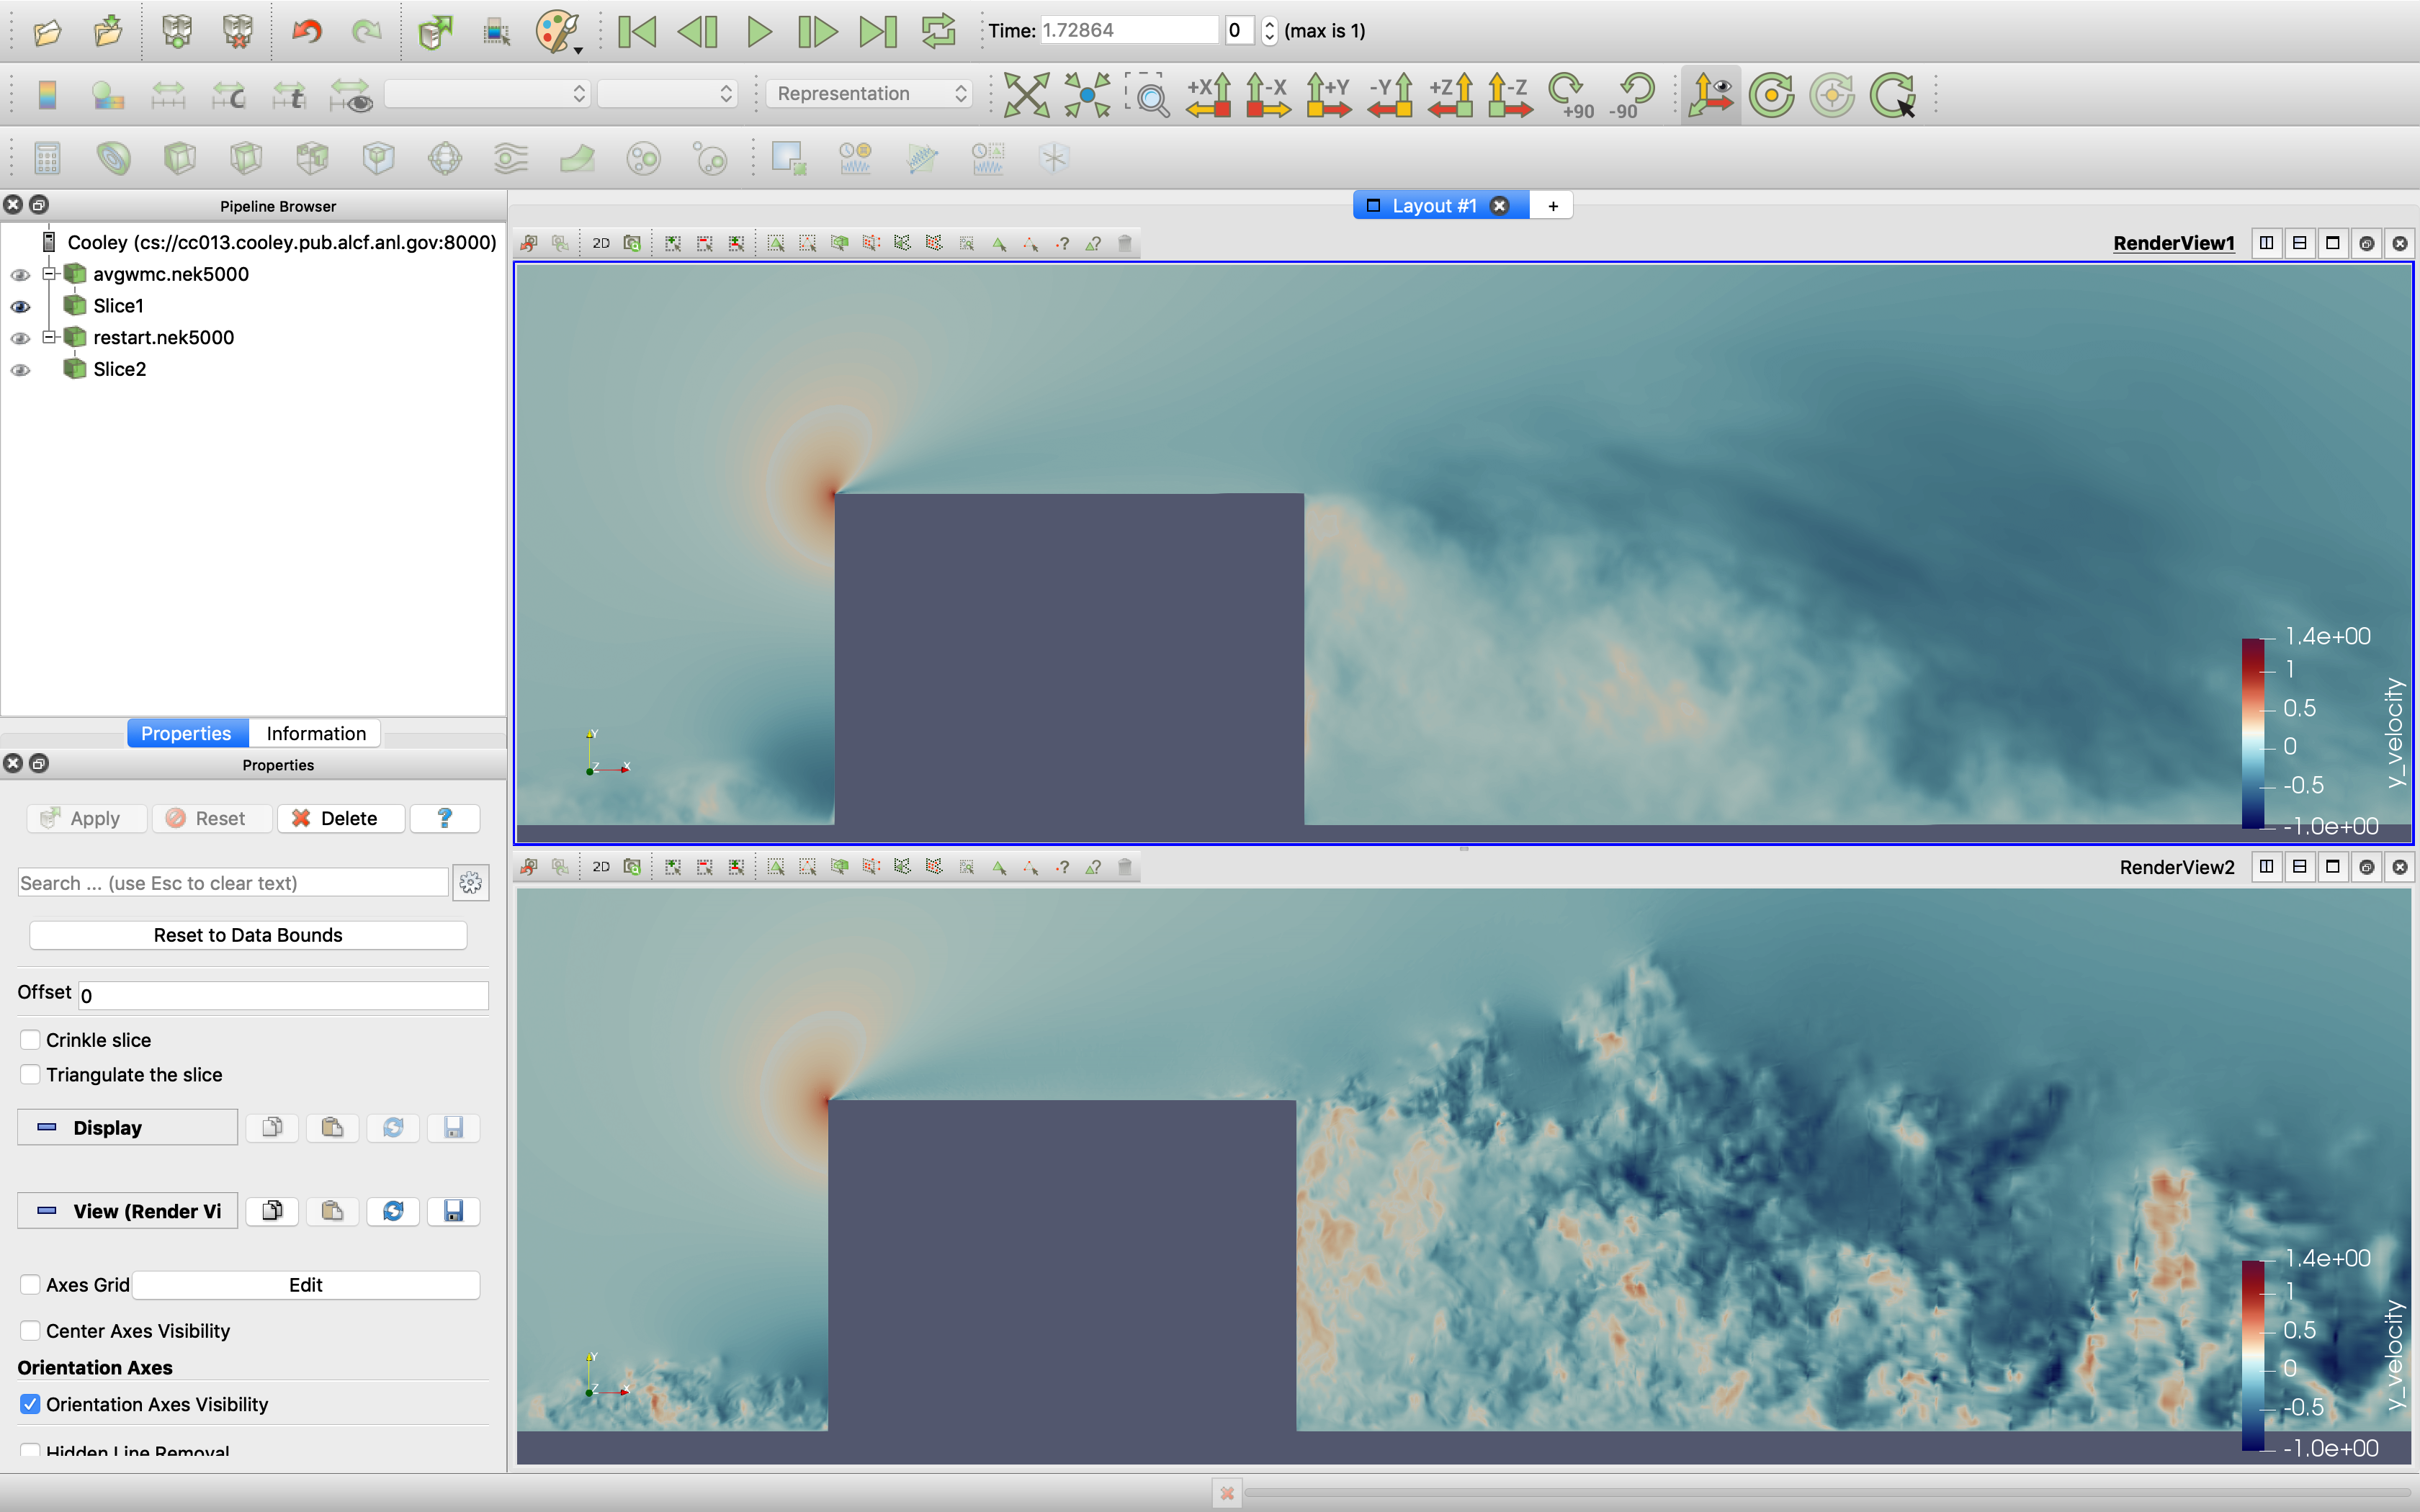 Time: 1.72864 0 (max is 1)
Representation
+X -X +Y -Y +Z -Z +90 -90
Pipeline Browser
Cooley (cs://cc013.cooley.pub.alcf.anl.gov:8000)
avgwmc.nek5000
Slice1
restart.nek5000
Slice2
Properties Information
Properties
Apply Reset Delete ?
Search ... (use Esc to clear text)
Reset to Data Bounds
Offset 0
Crinkle slice
Triangulate the slice
Display
View (Render Vi
Axes Grid Edit
Center Axes Visibility
Orientation Axes
Orientation Axes Visibility
Hidden Line Removal
Layout #1 +
2D
RenderView1
Y
Z X
1.4e+00
1
0.5
0
-0.5
-1.0e+00
y_velocity
2D
RenderView2
Y
Z X
1.4e+00
1
0.5
0
-0.5
-1.0e+00
y_velocity